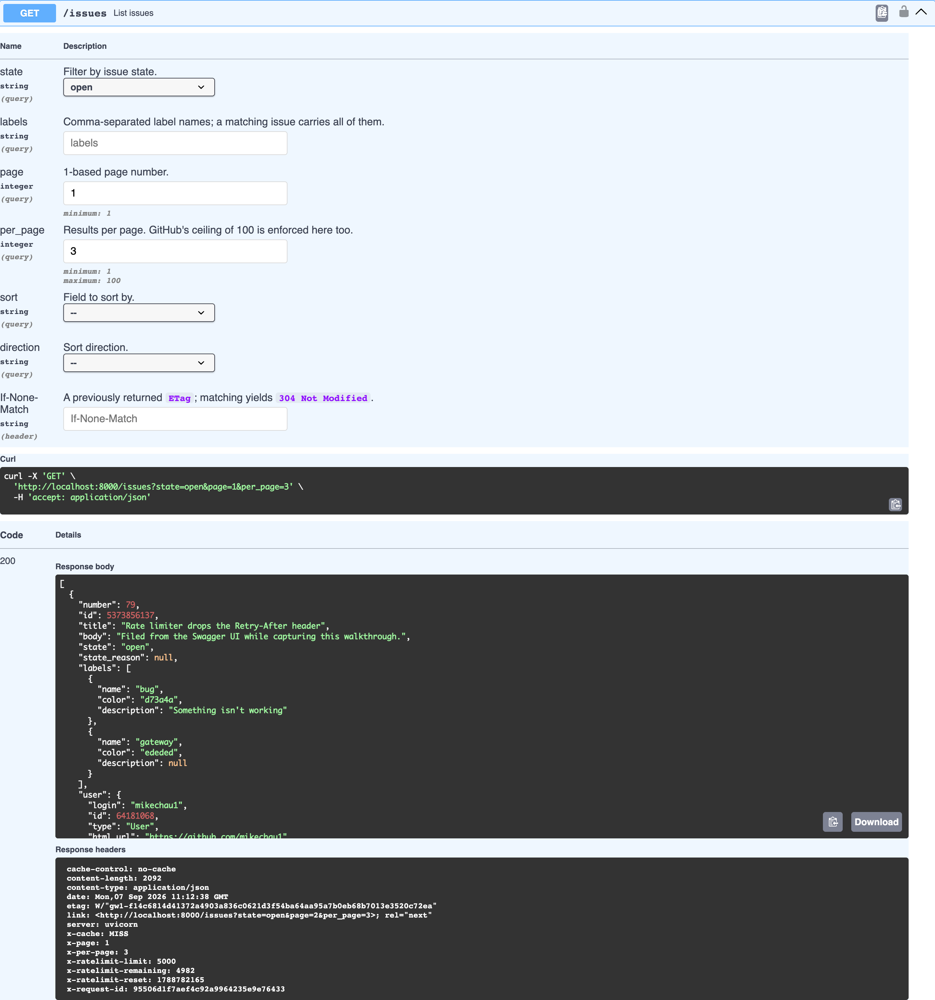 GET /issues List issues
Name Description
state Filter by issue state.
string open
(query)
labels Comma-separated label names; a matching issue carries all of them.
string labels
(query)
page 1-based page number.
integer 1
(query)
minimum: 1
per_page Results per page. GitHub's ceiling of 100 is enforced here too.
integer 3
(query)
minimum: 1
maximum: 100
sort Field to sort by.
string --
(query)
direction Sort direction.
string --
(query)
If-None- A previously returned ETag ; matching yields 304 Not Modified .
Match If-None-Match
string
(header)
Curl
curl -X 'GET' \
'http://localhost:8000/issues?state=open&page=1&per_page=3' \
-H 'accept: application/json'
Code Details
200
Response body
[
{
"number": 79,
"id": 5373856137,
"title": "Rate limiter drops the Retry-After header",
"body": "Filed from the Swagger UI while capturing this walkthrough.",
"state": "open",
"state_reason": null,
"labels": [
{
"name": "bug",
"color": "d73a4a",
"description": "Something isn't working"
},
{
"name": "gateway",
"color": "ededed",
"description": null
}
],
"user": {
"login": "mikechau1",
"id": 64181068,
"type": "User",
"html_url": "https://github.com/mikechau1"
Download
Response headers
cache-control: no-cache
content-length: 2092
content-type: application/json
date: Mon,07 Sep 2026 11:12:38 GMT
etag: W/"gw1-f14c6814d41372a4903a836c0621d3f54ba64aa95a7b0eb68b7013e3520c72ea"
link: <http://localhost:8000/issues?state=open&page=2&per_page=3>; rel="next"
server: uvicorn
x-cache: MISS
x-page: 1
x-per-page: 3
x-ratelimit-limit: 5000
x-ratelimit-remaining: 4982
x-ratelimit-reset: 1788782165
x-request-id: 95506d1f7aef4c92a9964235e9e76433